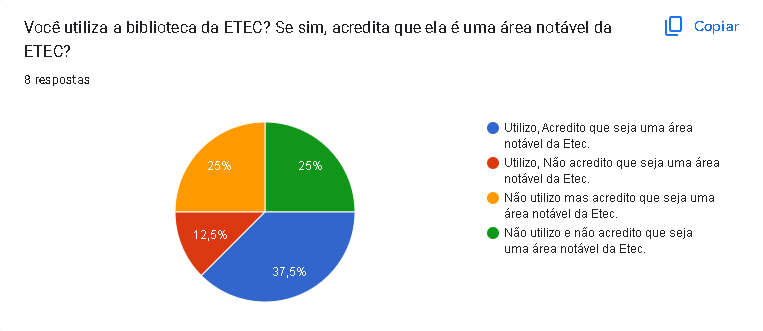 Você utiliza a biblioteca da ETEC? Se sim, acredita que ela é uma área notável da
ETEC?
Copiar
8 respostas
25%
25%
12,5%
37,5%
Utilizo, Acredito que seja uma área
notável da Etec.
Utilizo, Não acredito que seja uma área
notável da Etec.
Não utilizo mas acredito que seja uma
área notável da Etec.
Não utilizo e não acredito que seja
uma área notável da Etec.